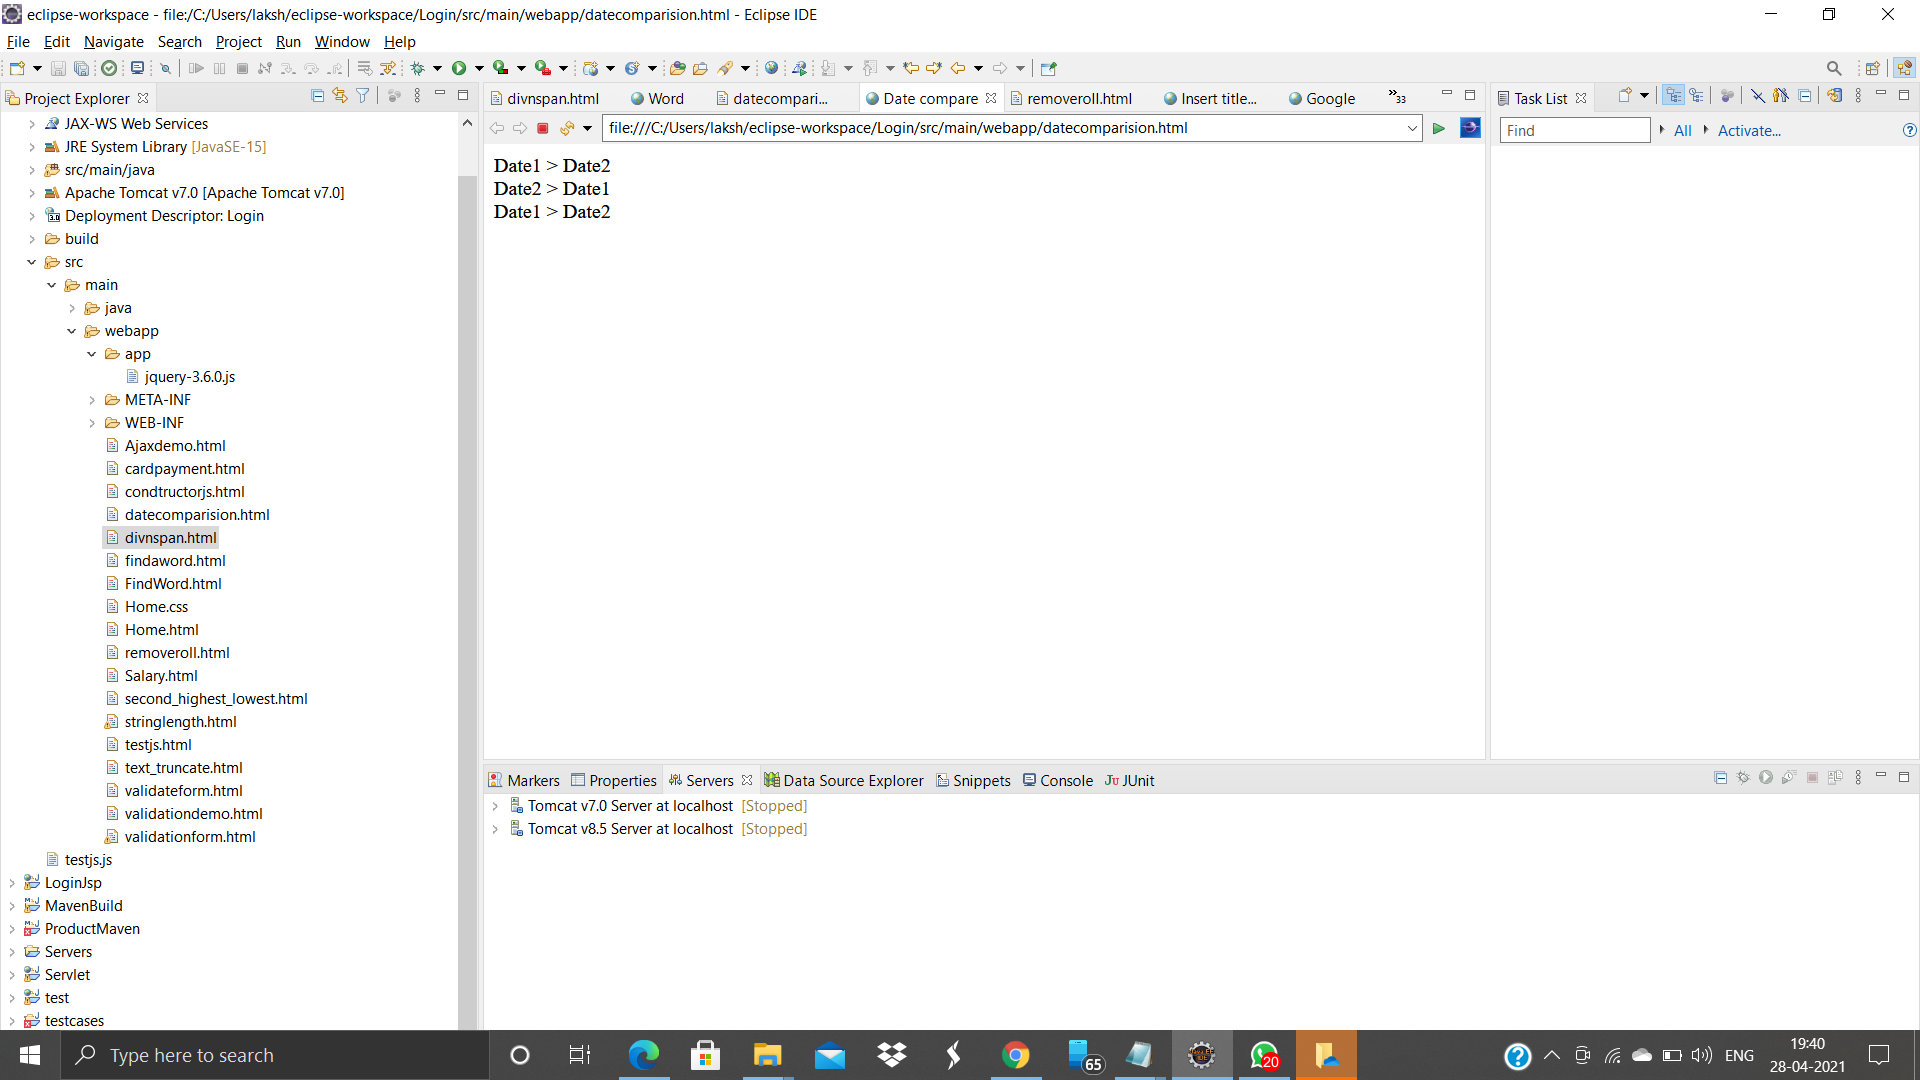 eclipse-workspace - file:/C:/Users/laksh/eclipse-workspace/Login/src/main/webapp/datecomparision.html - Eclipse IDE
File Edit Navigate Search Project Run Window Help
Project Explorer
JAX-WS Web Services
JRE System Library [JavaSE-15]
src/main/java
Apache Tomcat v7.0 [Apache Tomcat v7.0]
Deployment Descriptor: Login
build
src
main
java
webapp
app
jquery-3.6.0.js
META-INF
WEB-INF
Ajaxdemo.html
cardpayment.html
condtructorjs.html
datecomparision.html
divnspan.html
findaword.html
FindWord.html
Home.css
Home.html
removeroll.html
Salary.html
second_highest_lowest.html
stringlength.html
testjs.html
text_truncate.html
validateform.html
validationdemo.html
validationform.html
testjs.js
LoginJsp
MavenBuild
ProductMaven
Servers
Servlet
test
testcases
divnspan.html Word datecompari... Date compare removeroll.html Insert title... Google »33
file:///C:/Users/laksh/eclipse-workspace/Login/src/main/webapp/datecomparision.html
Date1 > Date2
Date2 > Date1
Date1 > Date2
Task List
Find All Activate...
Markers Properties Servers Data Source Explorer Snippets Console JUnit
Tomcat v7.0 Server at localhost [Stopped]
Tomcat v8.5 Server at localhost [Stopped]
Type here to search
65
20
ENG
19:40
28-04-2021